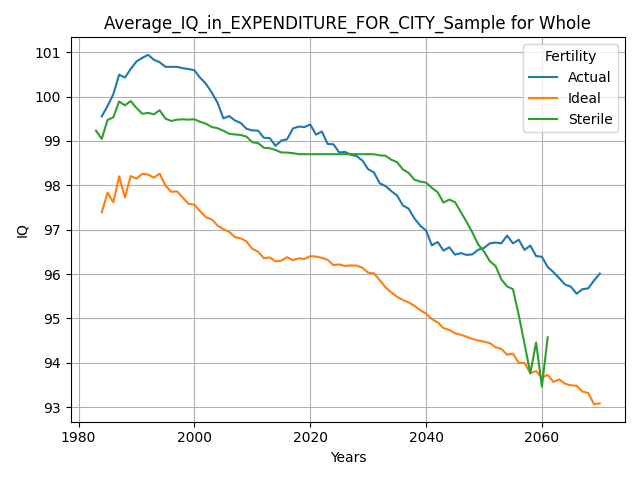 Average_IQ_in_EXPENDITURE_FOR_CITY_Sample for Whole
Fertility
Actual
Ideal
Sterile
101
100
99
98
97
96
95
94
93
IQ
1980
2000
2020
2040
2060
Years